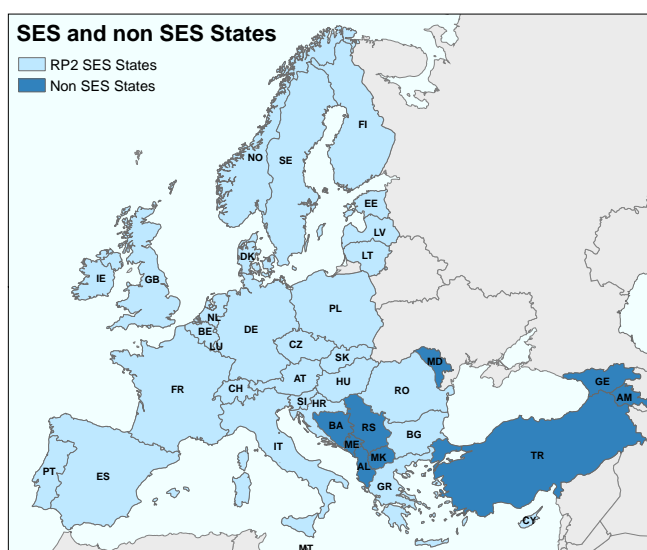 SES and non SES States
RP2 SES States
Non SES States
FI
NO
SE
EE
LV
DK
LT
IE
GB
NL
PL
BE
DE
LU
CZ
SK
FR
CH
AT
HU
MD
RO
SI
HR
GE
AM
BA
RS
BG
IT
ME
MK
TR
PT
ES
AL
GR
CY
MT